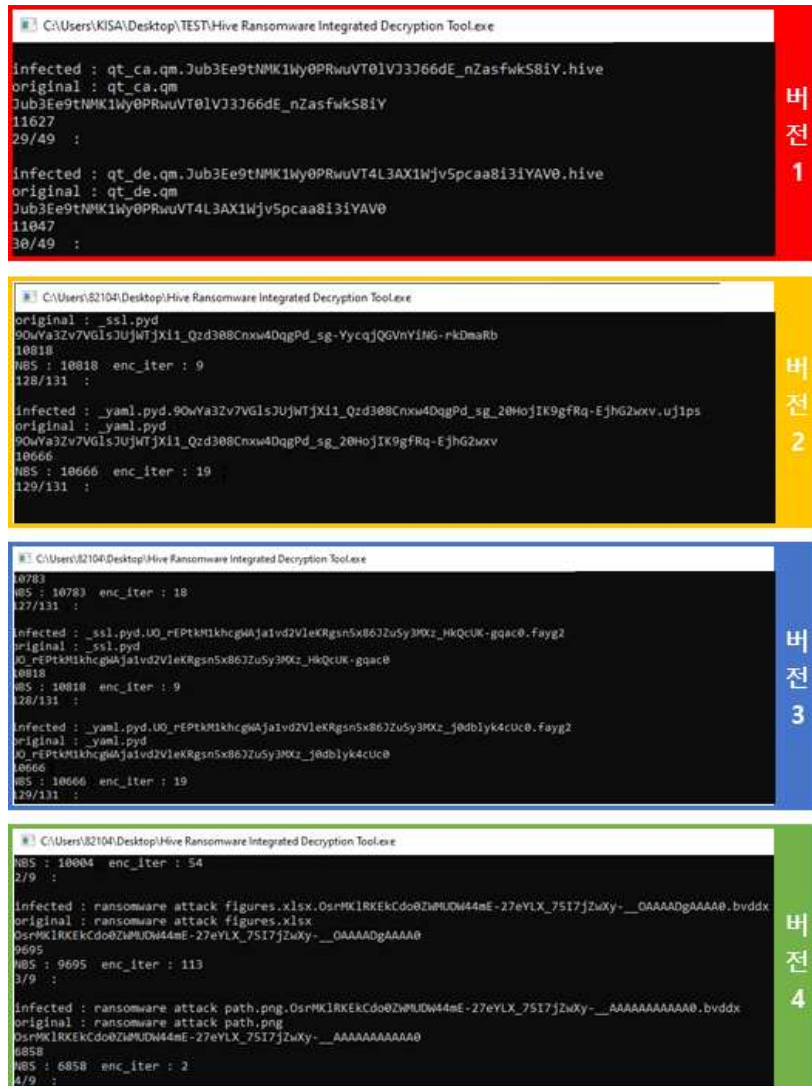 C:\Users\KISA\Desktop\TEST\Hive Ransomware Integrated Decryption Tool.exe
infected : qt_ca.qm.Jub3Ee9tNMK1Wy0PRwuVT0lVJ3J66dE_nZasfwkS8iY.hive
original : qt_ca.qm
Jub3Ee9tNMK1Wy0PRwuVT0lVJ3J66dE_nZasfwkS8iY
11627
29/49 :
infected : qt_de.qm.Jub3Ee9tNMK1Wy0PRwuVT4L3AX1Wjv5pcaa8i3iYAV0.hive
original : qt_de.qm
Jub3Ee9tNMK1Wy0PRwuVT4L3AX1Wjv5pcaa8i3iYAV0
11047
30/49 :
버전 1
C:\Users\82104\Desktop\Hive Ransomware Integrated Decryption Tool.exe
original : _ssl.pyd
9OwYa3Zv7VGlsJUjWTjXi1_Qzd308Cnxw4DqgPd_sg-YycqjQGVnYiNG-rkDmaRb
10818
NBS : 10818 enc_iter : 9
128/131 :
infected : _yaml.pyd.9OwYa3Zv7VGlsJUjWTjXi1_Qzd308Cnxw4DqgPd_sg_20HojIK9gfRq-EjhG2wxv.uj1ps
original : _yaml.pyd
9OwYa3Zv7VGlsJUjWTjXi1_Qzd308Cnxw4DqgPd_sg_20HojIK9gfRq-EjhG2wxv
10666
NBS : 10666 enc_iter : 19
129/131 :
버전 2
C:\Users\82104\Desktop\Hive Ransomware Integrated Decryption Tool.exe
10783
NBS : 10783 enc_iter : 18
127/131 :
infected : _ssl.pyd.UO_rEPtkM1khcgWAja1vd2VleKRgsn5x86JZuSy3MXz_HkQcUK-gqac0.fayg2
original : _ssl.pyd
UO_rEPtkM1khcgWAja1vd2VleKRgsn5x86JZuSy3MXz_HkQcUK-gqac0
10818
NBS : 10818 enc_iter : 9
128/131 :
infected : _yaml.pyd.UO_rEPtkM1khcgWAja1vd2VleKRgsn5x86JZuSy3MXz_j0dblyk4cUc0.fayg2
original : _yaml.pyd
UO_rEPtkM1khcgWAja1vd2VleKRgsn5x86JZuSy3MXz_j0dblyk4cUc0
10666
NBS : 10666 enc_iter : 19
129/131 :
버전 3
C:\Users\82104\Desktop\Hive Ransomware Integrated Decryption Tool.exe
NBS : 10004 enc_iter : 54
2/9 :
infected : ransomware attack figures.xlsx.OsrMKlRKEkCdo0ZWMUDW44mE-27eYLX_75I7jZwXy-__OAAAADgAAAA0.bvddx
original : ransomware attack figures.xlsx
OsrMKlRKEkCdo0ZWMUDW44mE-27eYLX_75I7jZwXy-__OAAAADgAAAA0
9695
NBS : 9695 enc_iter : 113
3/9 :
infected : ransomware attack path.png.OsrMKlRKEkCdo0ZWMUDW44mE-27eYLX_75I7jZwXy-__AAAAAAAAAAA0.bvddx
original : ransomware attack path.png
OsrMKlRKEkCdo0ZWMUDW44mE-27eYLX_75I7jZwXy-__AAAAAAAAAAA0
6858
NBS : 6858 enc_iter : 2
4/9 :
버전 4